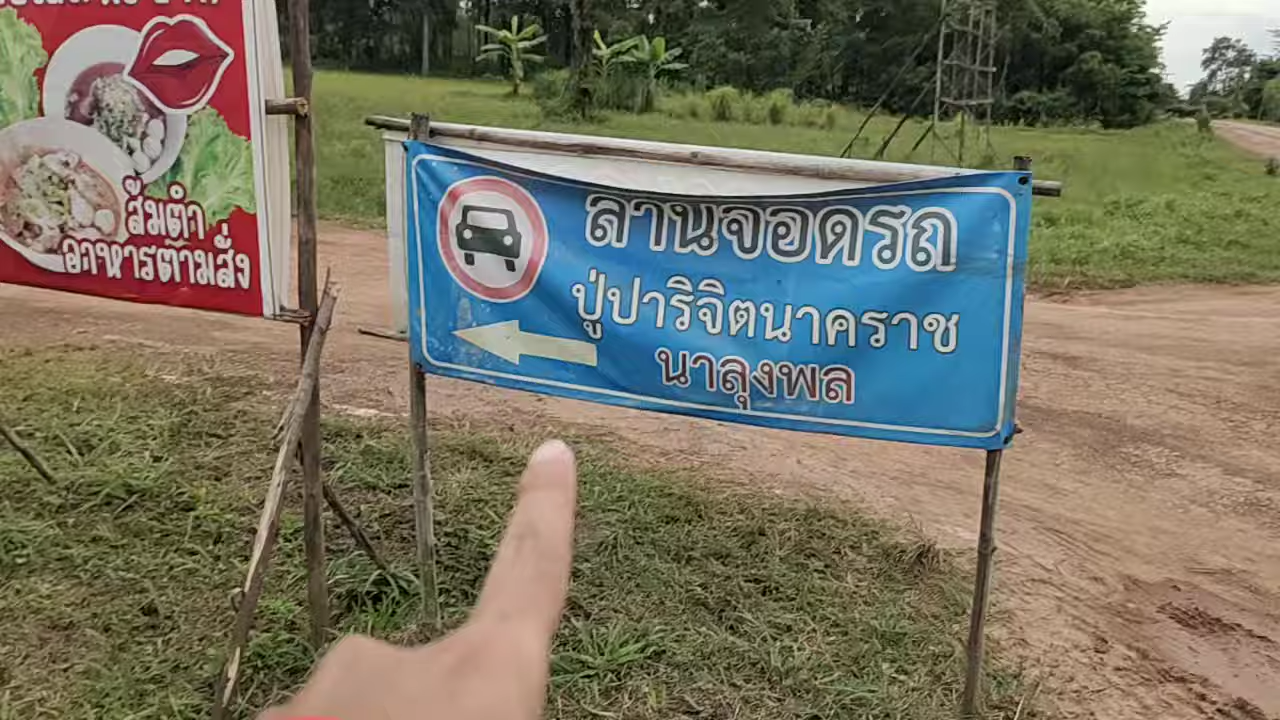 ส้มตำ
อาหารตามสั่ง
ลานจอดรถ
ปู่ปาริจิตนาคราช
นาลุงพล